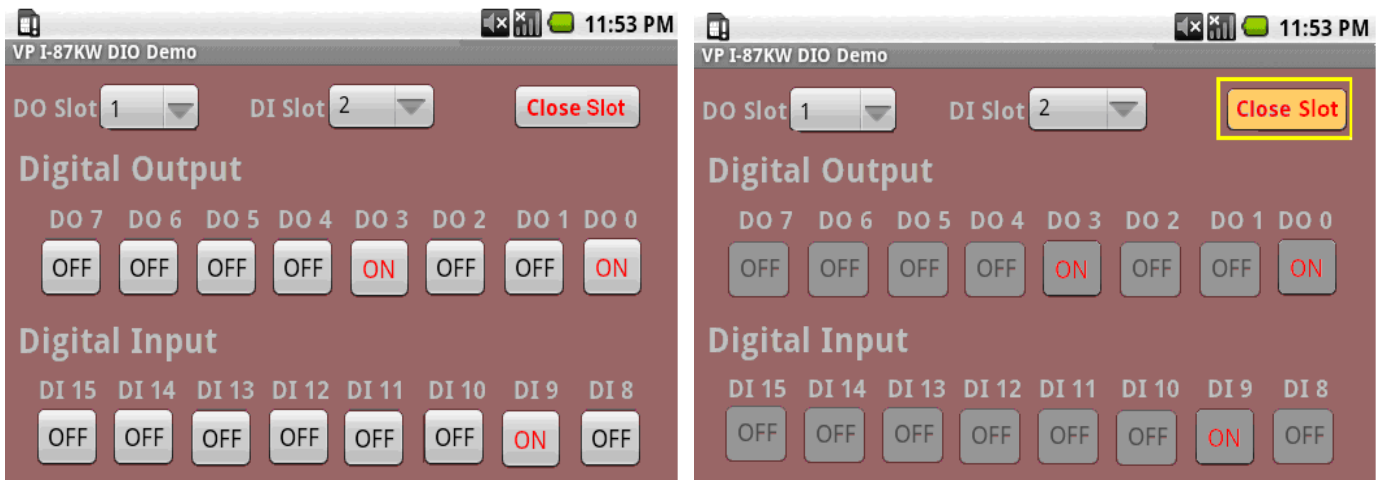 11:53 PM
VP I-87KW DIO Demo
DO Slot 1 DI Slot 2 Close Slot
Digital Output
DO 7 DO 6 DO 5 DO 4 DO 3 DO 2 DO 1 DO 0
OFF OFF OFF OFF ON OFF OFF ON
Digital Input
DI 15 DI 14 DI 13 DI 12 DI 11 DI 10 DI 9 DI 8
OFF OFF OFF OFF OFF OFF ON OFF
11:53 PM
VP I-87KW DIO Demo
DO Slot 1 DI Slot 2 Close Slot
Digital Output
DO 7 DO 6 DO 5 DO 4 DO 3 DO 2 DO 1 DO 0
OFF OFF OFF OFF ON OFF OFF ON
Digital Input
DI 15 DI 14 DI 13 DI 12 DI 11 DI 10 DI 9 DI 8
OFF OFF OFF OFF OFF OFF ON OFF